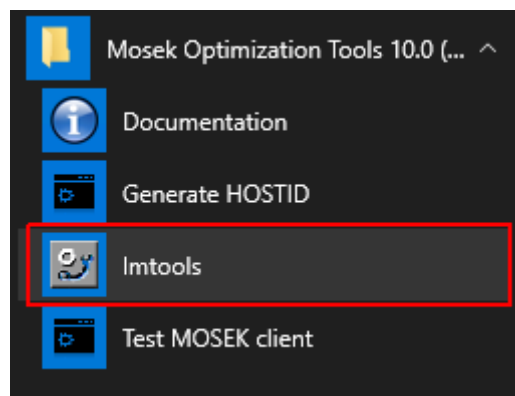 Mosek Optimization Tools 10.0 (...
Documentation
Generate HOSTID
lmtools
Test MOSEK client